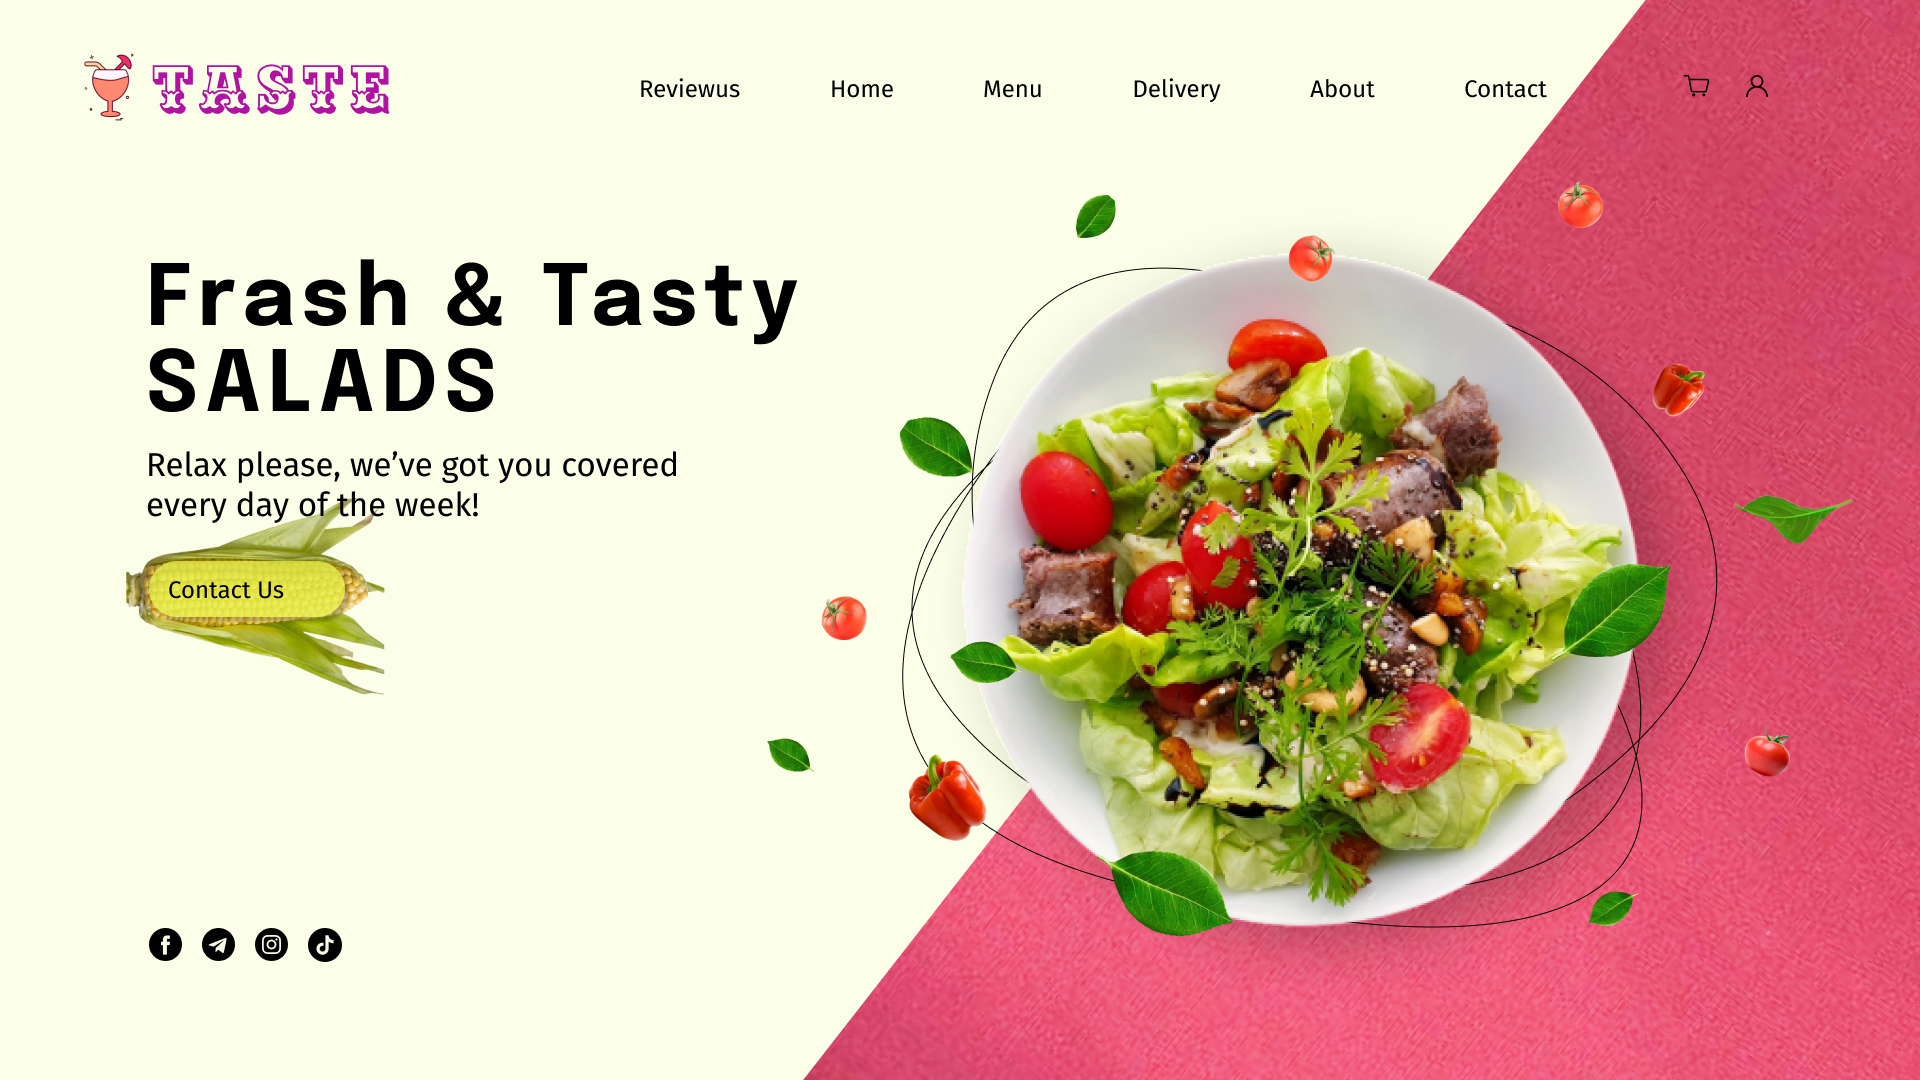 TASTE
Reviewus
Home
Menu
Delivery
About
Contact
Frash & Tasty
SALADS
Relax please, we’ve got you covered
every day of the week!
Contact Us